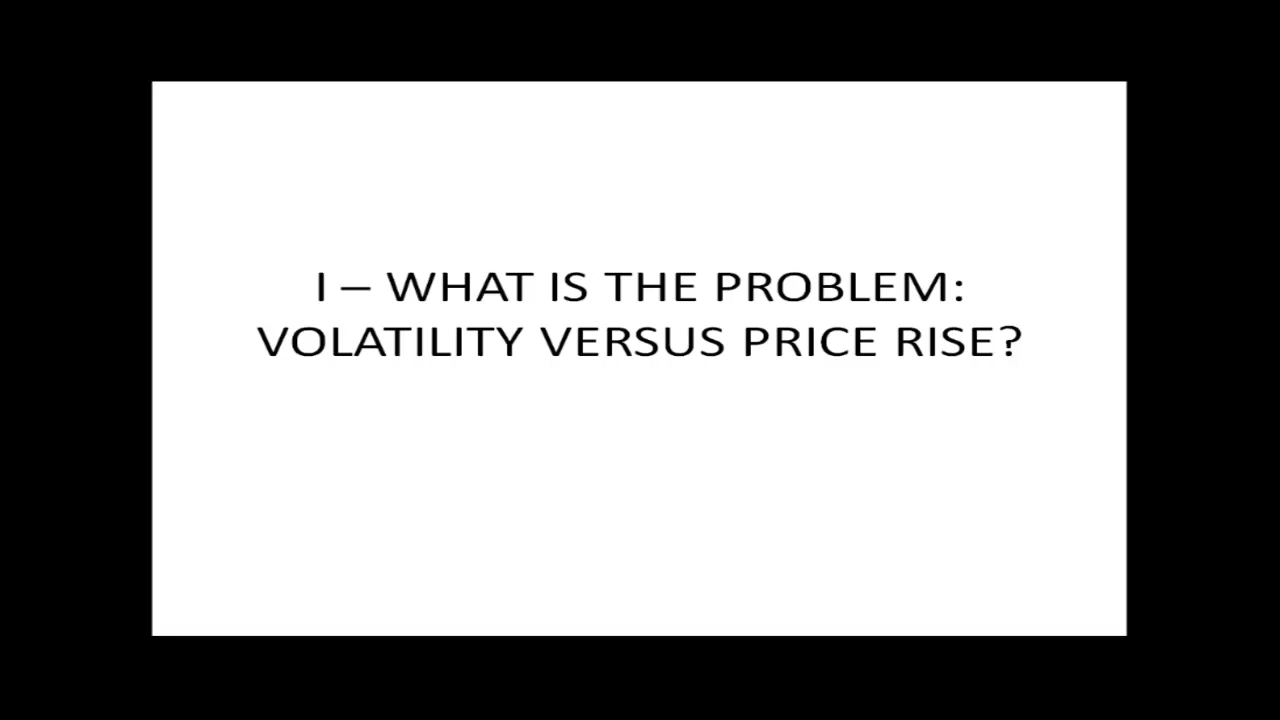 I – WHAT IS THE PROBLEM:
VOLATILITY VERSUS PRICE RISE?